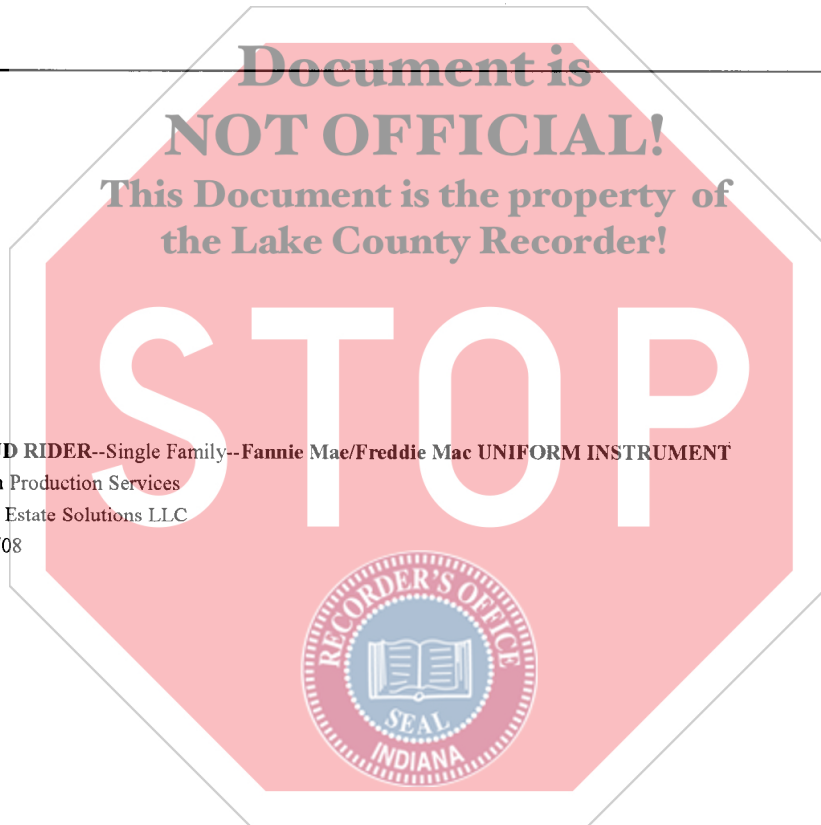 Document is
NOT OFFICIAL!
This Document is the property of
the Lake County Recorder!
STOP
RIDER--Single Family--Fannie Mae/Freddie Mac UNIFORM INSTRUMENT
Production Services
Estate Solutions LLC
08
RECORDER'S OFFICE
SEAL
INDIANA